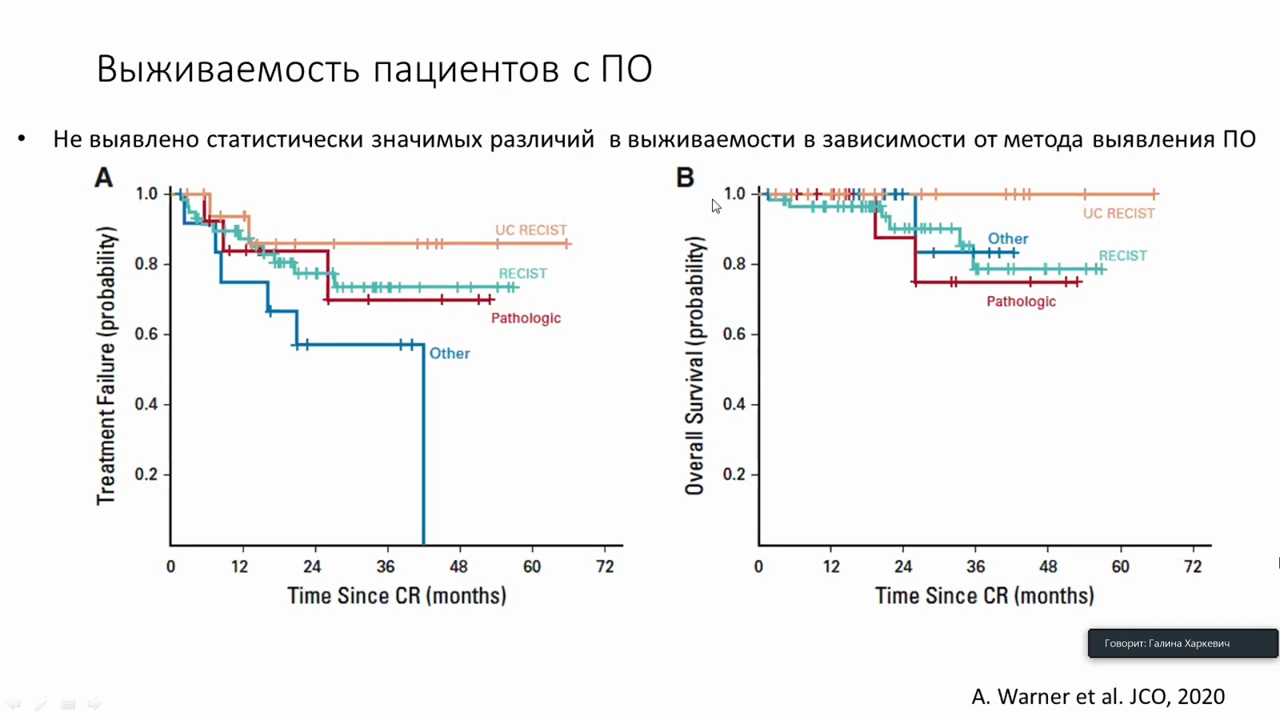 Выживаемость пациентов с ПО
• Не выявлено статистически значимых различий в выживаемости в зависимости от метода выявления ПО
A
Treatment Failure (probability)
1.0
0.8
0.6
0.4
0.2
UC RECIST
RECIST
Pathologic
Other
0 12 24 36 48 60 72
Time Since CR (months)
B
Overall Survival (probability)
1.0
0.8
0.6
0.4
0.2
UC RECIST
Other
RECIST
Pathologic
0 12 24 36 48 60 72
Time Since CR (months)
Говорит: Галина Харкевич
A. Warner et al. JCO, 2020